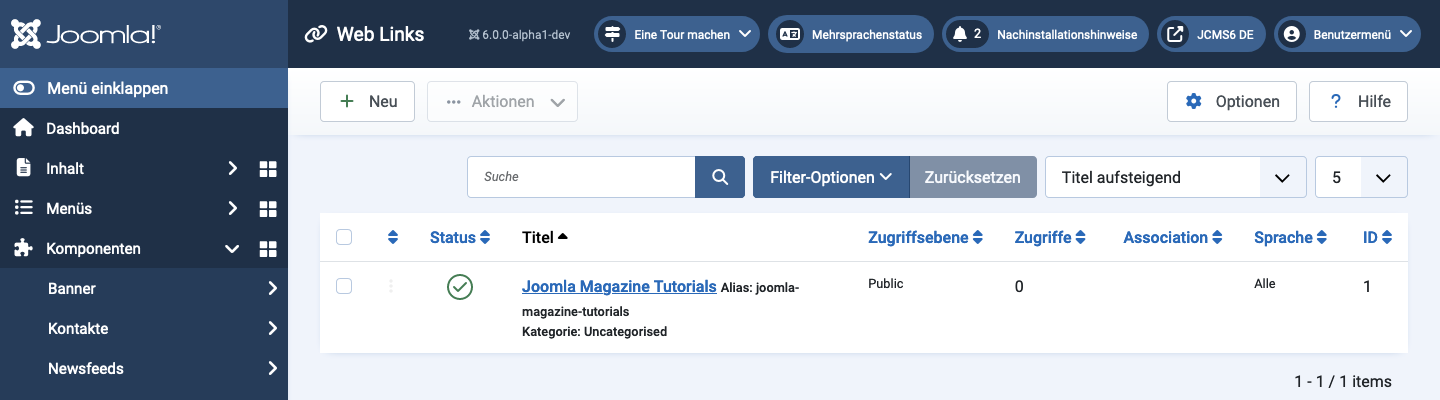 Joomla!®
Web Links
6.0.0-alpha1-dev
Eine Tour machen
Mehrsprachenstatus
2 Nachinstallationshinweise
JCMS6 DE
Benutzermenü
Menü einklappen
Neu
Aktionen
Optionen
? Hilfe
Dashboard
Inhalt
Menüs
Komponenten
Banner
Kontakte
Newsfeeds
Suche
Filter-Optionen
Zurücksetzen
Titel aufsteigend
5
Status Titel Zugriffsebene Zugriffe Association Sprache ID
Joomla Magazine Tutorials Alias: joomla-
magazine-tutorials
Kategorie: Uncategorised
Public
0
Alle
1
1 - 1 / 1 items